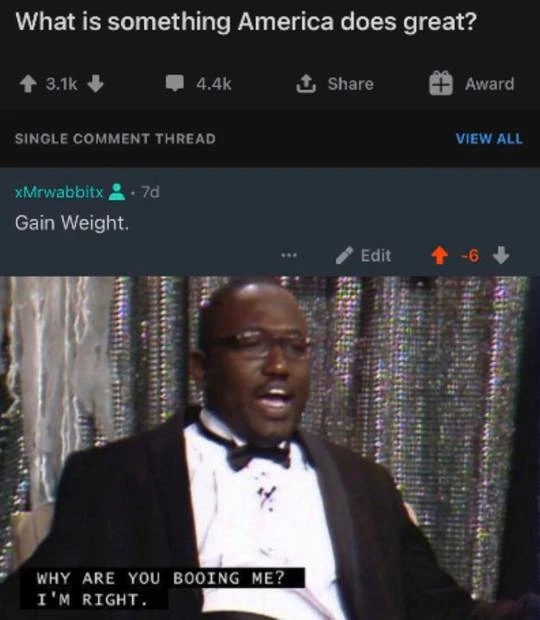 What is something America does great?
3.1k 4.4k Share Award
SINGLE COMMENT THREAD VIEW ALL
xMrwabbitx • 7d
Gain Weight.
... Edit -6
WHY ARE YOU BOOING ME?
I'M RIGHT.